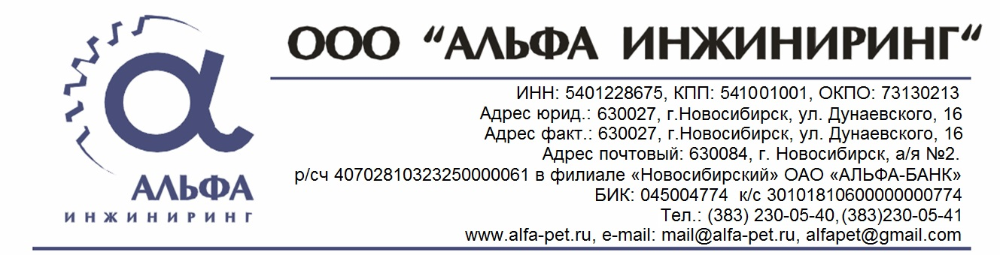 ООО “АЛЬФА ИНЖИНИРИНГ“
ИНН: 5401228675, КПП: 541001001, ОКПО: 73130213
Адрес юрид.: 630027, г.Новосибирск, ул. Дунаевского, 16
Адрес факт.: 630027, г.Новосибирск, ул. Дунаевского, 16
Адрес почтовый: 630084, г. Новосибирск, а/я №2.
р/сч 40702810323250000061 в филиале «Новосибирский» ОАО «АЛЬФА-БАНК»
БИК: 045004774 к/с 30101810600000000774
Тел.: (383) 230-05-40,(383)230-05-41
www.alfa-pet.ru, e-mail: mail@alfa-pet.ru, alfapet@gmail.com
α
АЛЬФА
ИНЖИНИРИНГ